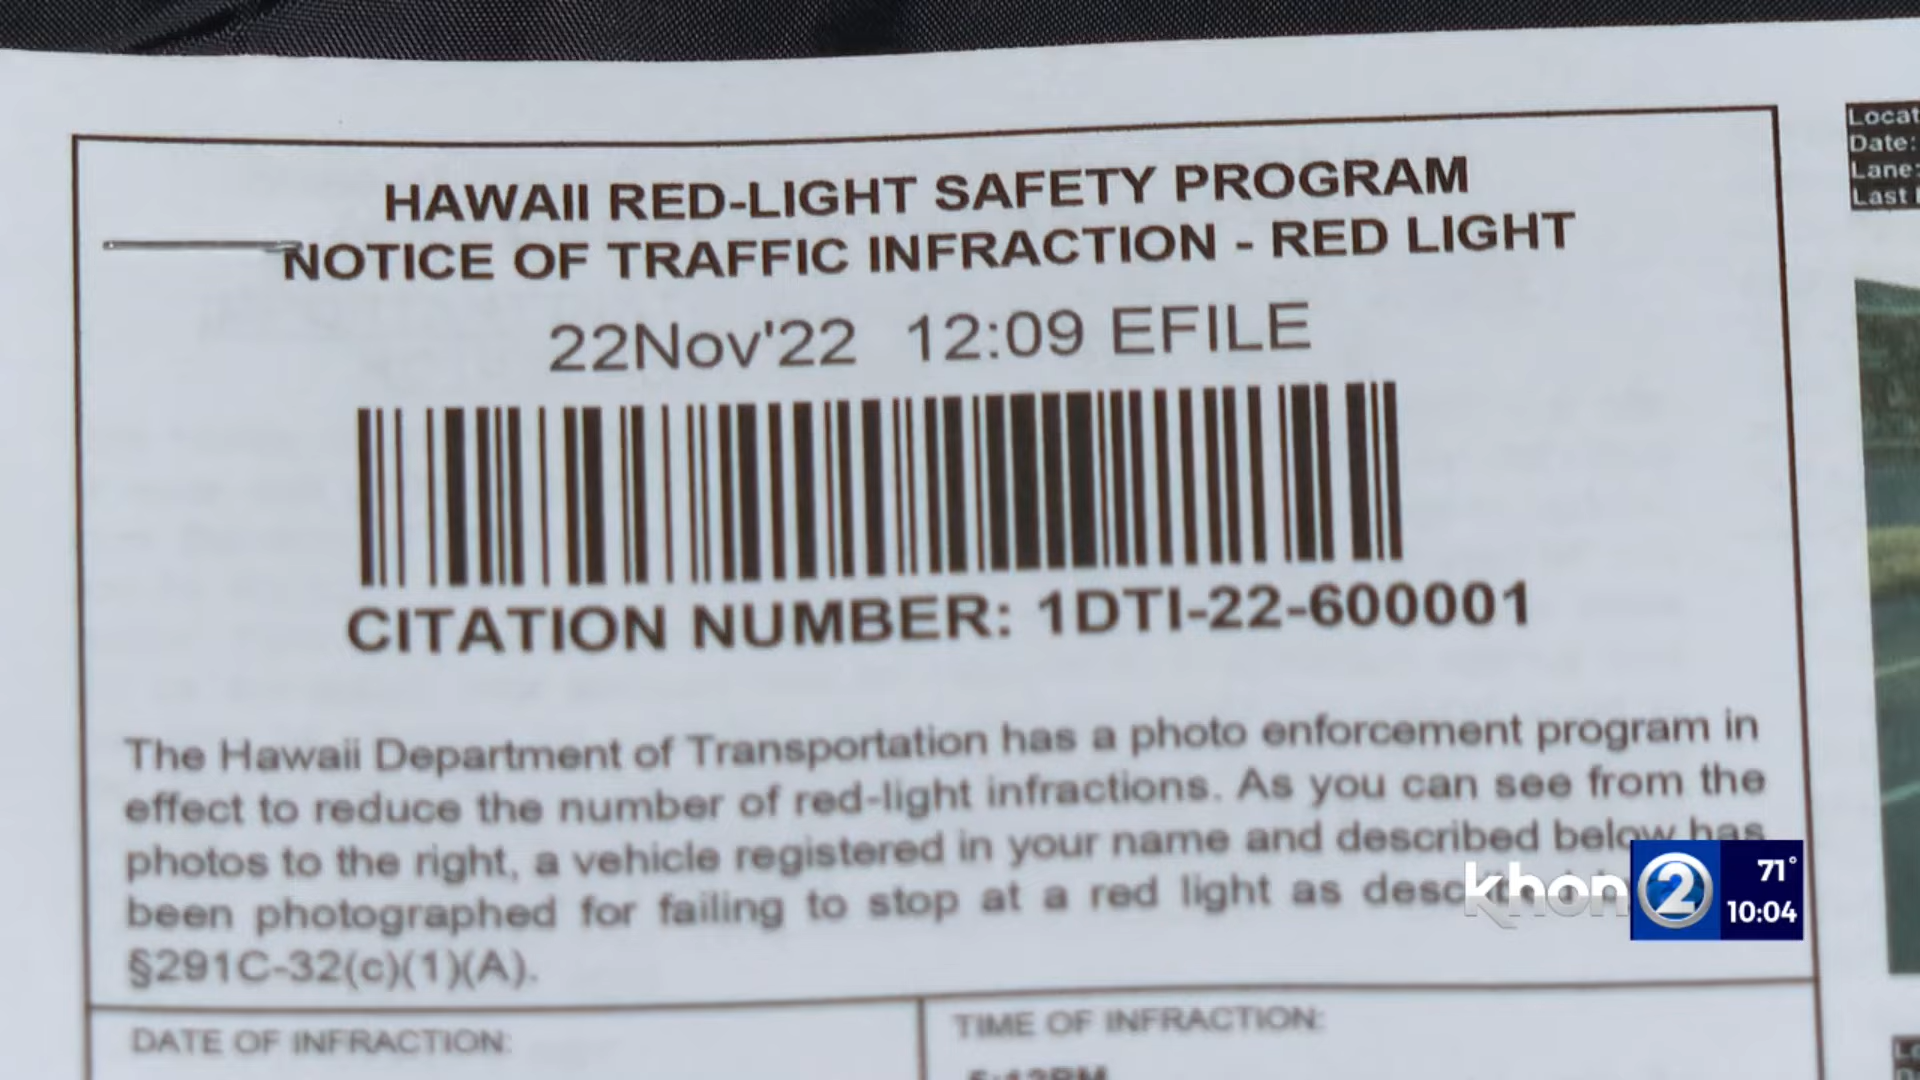 HAWAII RED-LIGHT SAFETY PROGRAM
NOTICE OF TRAFFIC INFRACTION - RED LIGHT
22Nov'22 12:09 EFILE
CITATION NUMBER: 1DTI-22-600001
The Hawaii Department of Transportation has a photo enforcement program in
effect to reduce the number of red-light infractions. As you can see from the
photos to the right, a vehicle registered in your name and described below has
been photographed for failing to stop at a red light as
§291C-32(c)(1)(A).
DATE OF INFRACTION:
TIME OF INFRACTION:
Date:
Lane:
Last
khon 2
71°
10:04